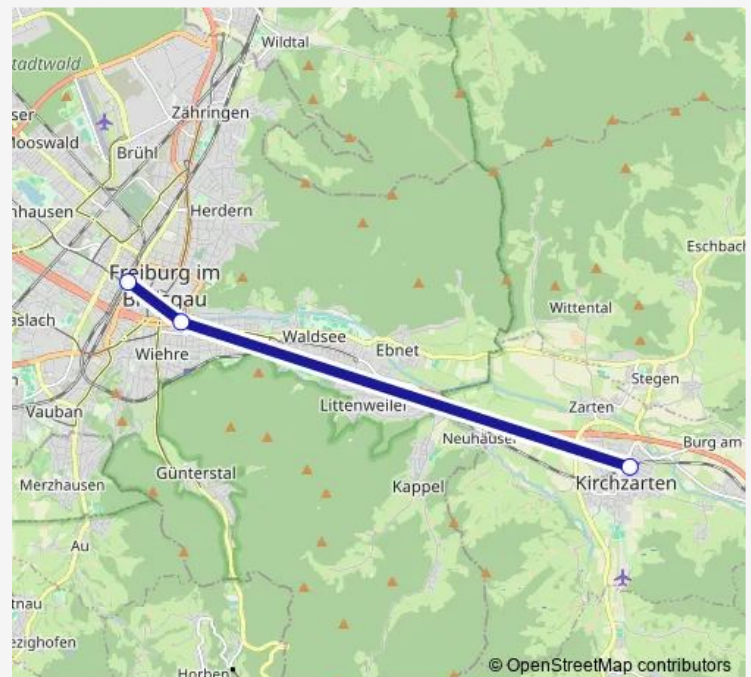 Wildtal
Stadtwald
Zähringen
Mooswald
Brühl
Herdern
Eschbach
Freiburg im
Breisgau
Wittental
Waldsee
Ebnet
Wiehre
Stegen
Littenweiler
Zarten
Vauban
Neuhäuser
Burg am
Günterstal
Merzhausen
Kappel
Kirchzarten
Au
Horben
© OpenStreetMap contributors